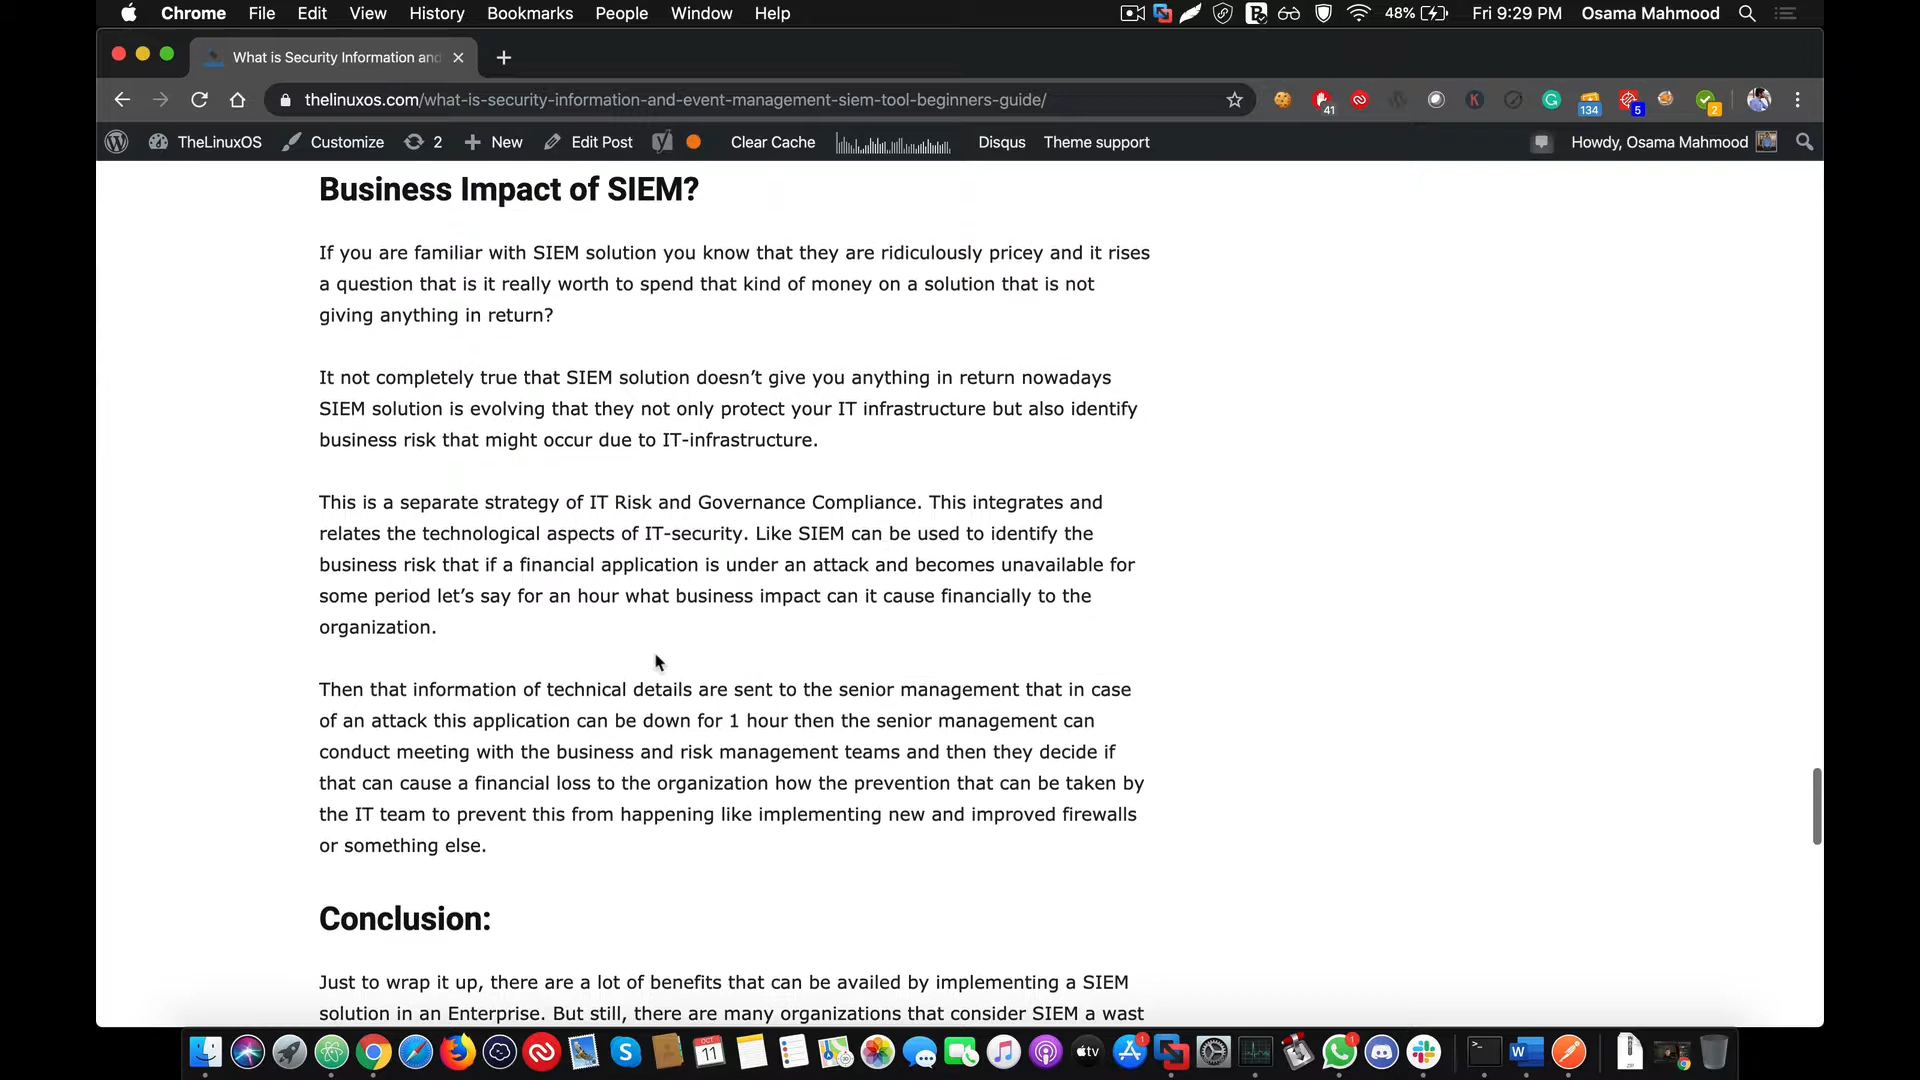 Chrome File Edit View History Bookmarks People Window Help 48% Fri 9:29 PM Osama Mahmood
What is Security Information and
thelinuxos.com/what-is-security-information-and-event-management-siem-tool-beginners-guide/ 41 134 5 2
TheLinuxOS Customize 2 New Edit Post Clear Cache Disqus Theme support Howdy, Osama Mahmood
Business Impact of SIEM?
If you are familiar with SIEM solution you know that they are ridiculously pricey and it rises
a question that is it really worth to spend that kind of money on a solution that is not
giving anything in return?
It not completely true that SIEM solution doesn’t give you anything in return nowadays
SIEM solution is evolving that they not only protect your IT infrastructure but also identify
business risk that might occur due to IT-infrastructure.
This is a separate strategy of IT Risk and Governance Compliance. This integrates and
relates the technological aspects of IT-security. Like SIEM can be used to identify the
business risk that if a financial application is under an attack and becomes unavailable for
some period let’s say for an hour what business impact can it cause financially to the
organization.
Then that information of technical details are sent to the senior management that in case
of an attack this application can be down for 1 hour then the senior management can
conduct meeting with the business and risk management teams and then they decide if
that can cause a financial loss to the organization how the prevention that can be taken by
the IT team to prevent this from happening like implementing new and improved firewalls
or something else.
Conclusion:
Just to wrap it up, there are a lot of benefits that can be availed by implementing a SIEM
solution in an Enterprise. But still, there are many organizations that consider SIEM a wast
OCT 11 tv 1 1